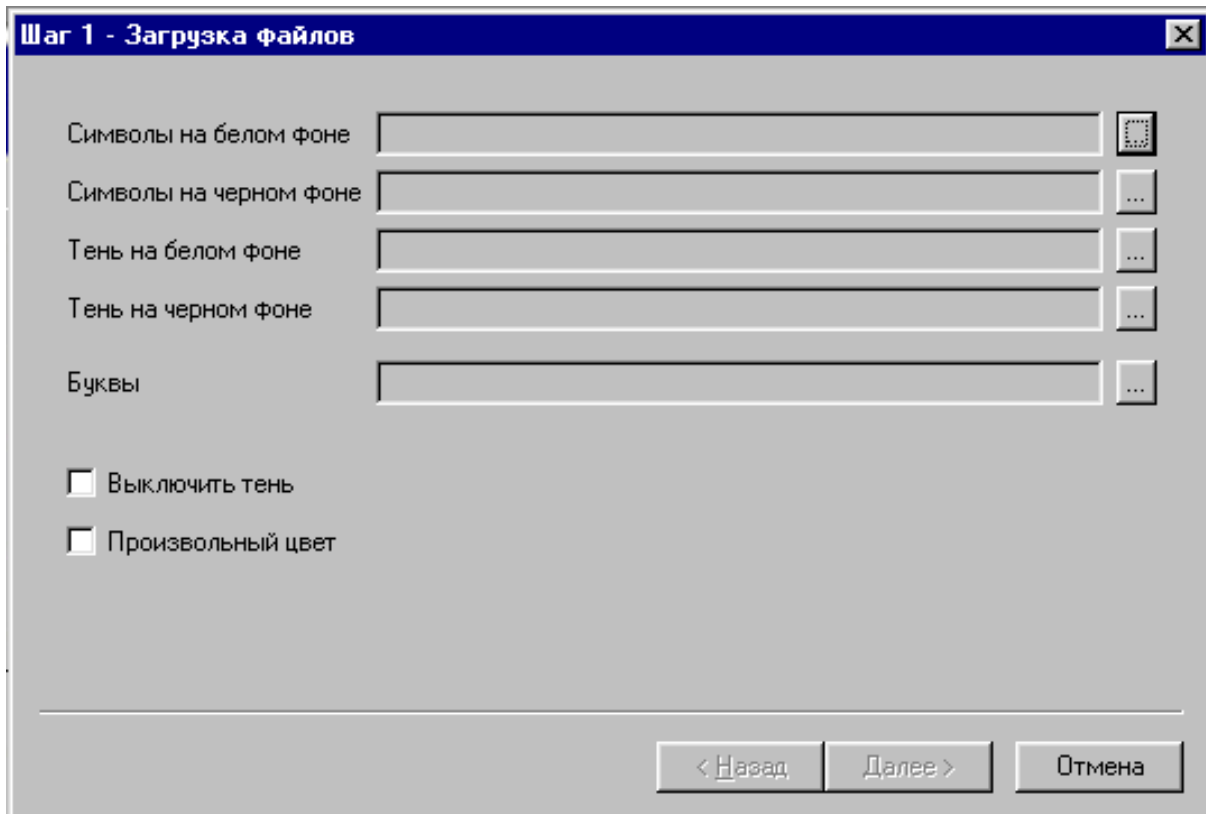 Шаг 1 - Загрузка файлов
Символы на белом фоне ...
Символы на черном фоне ...
Тень на белом фоне ...
Тень на черном фоне ...
Буквы ...
Выключить тень
Произвольный цвет
< Назад Далее > Отмена